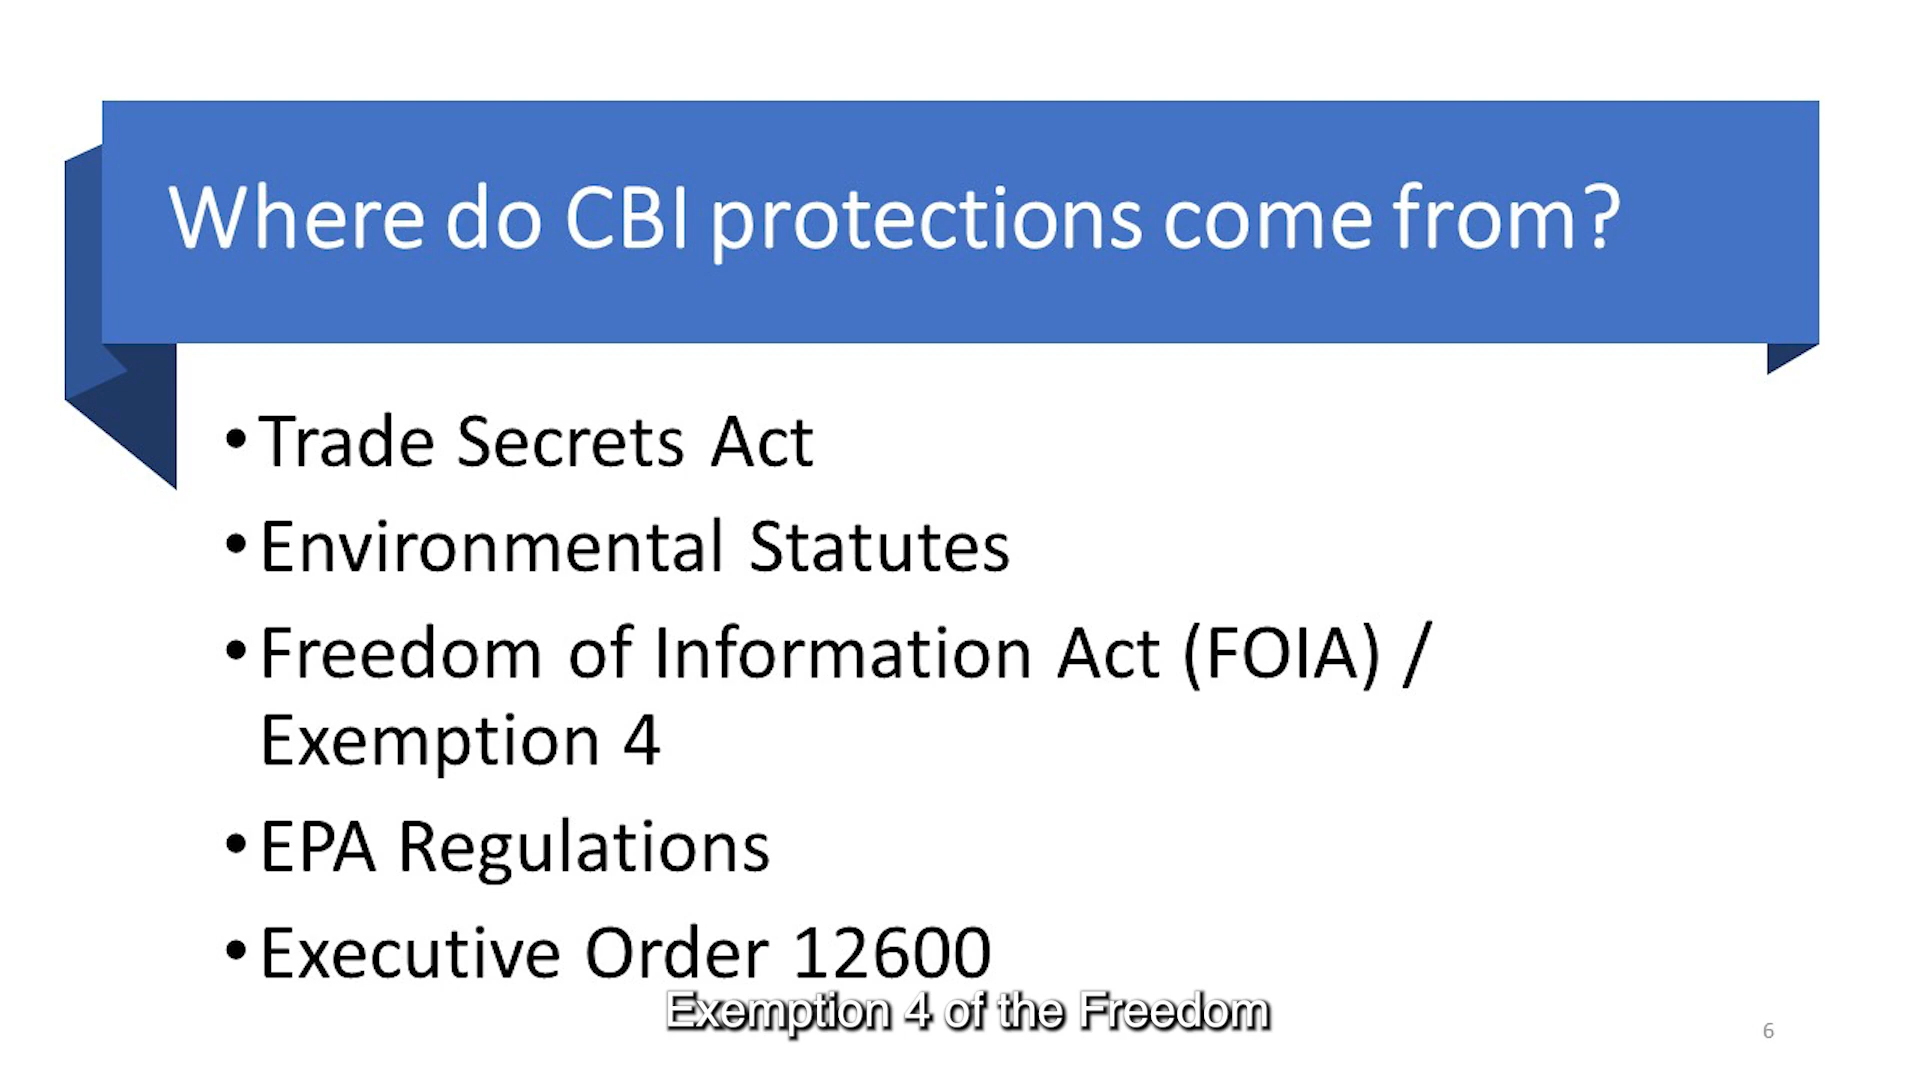 Where do CBI protections come from?
•Trade Secrets Act
•Environmental Statutes
•Freedom of Information Act (FOIA) /
Exemption 4
•EPA Regulations
•Executive Order 12600
Exemption 4 of the Freedom
6